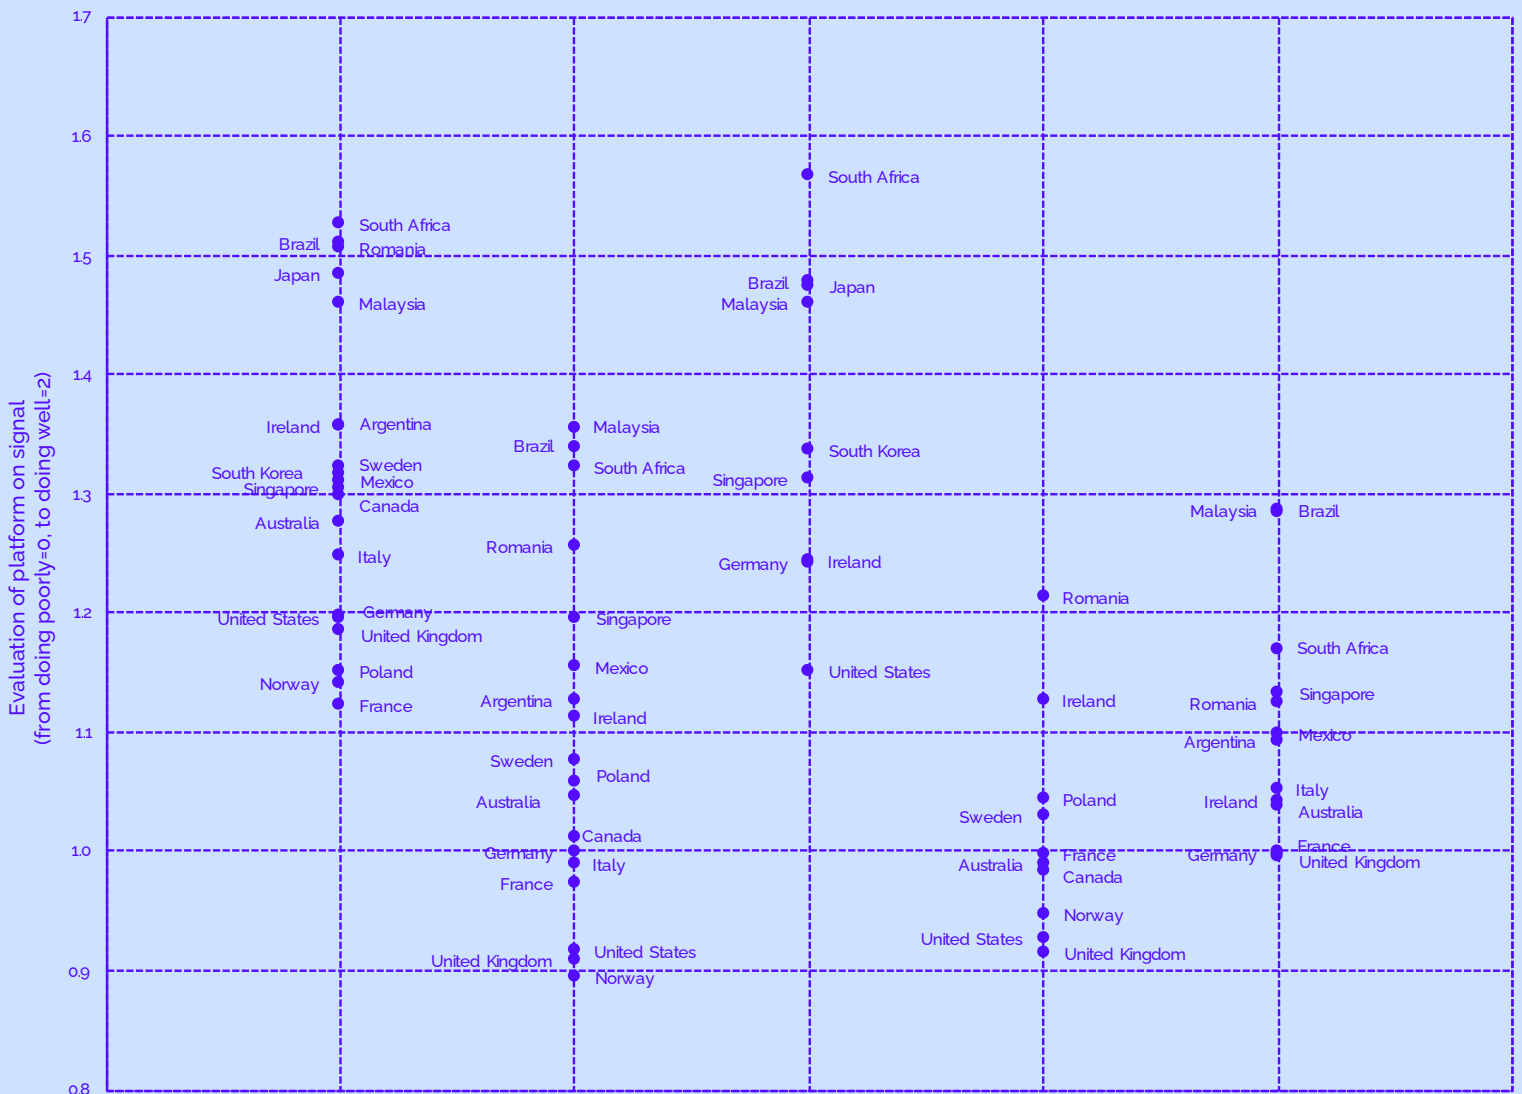 Evaluation of platform on signal
(from doing poorly=0, to doing well=2)
1.7
1.6
1.5
1.4
1.3
1.2
1.1
1.0
0.9
0.8
South Africa
Brazil
Romania
Japan
Malaysia
Ireland
Argentina
Sweden
South Korea
Mexico
Singapore
Canada
Australia
Italy
Germany
United States
United Kingdom
Poland
Norway
France
Malaysia
Brazil
South Africa
Romania
Singapore
Mexico
Argentina
Ireland
Sweden
Poland
Australia
Canada
Germany
Italy
France
United States
United Kingdom
Norway
South Africa
Brazil
Japan
Malaysia
South Korea
Singapore
Germany
Ireland
United States
Romania
Ireland
Poland
Sweden
France
Australia
Canada
Norway
United States
United Kingdom
Malaysia
Brazil
South Africa
Singapore
Romania
Mexico
Argentina
Italy
Ireland
Australia
France
Germany
United Kingdom